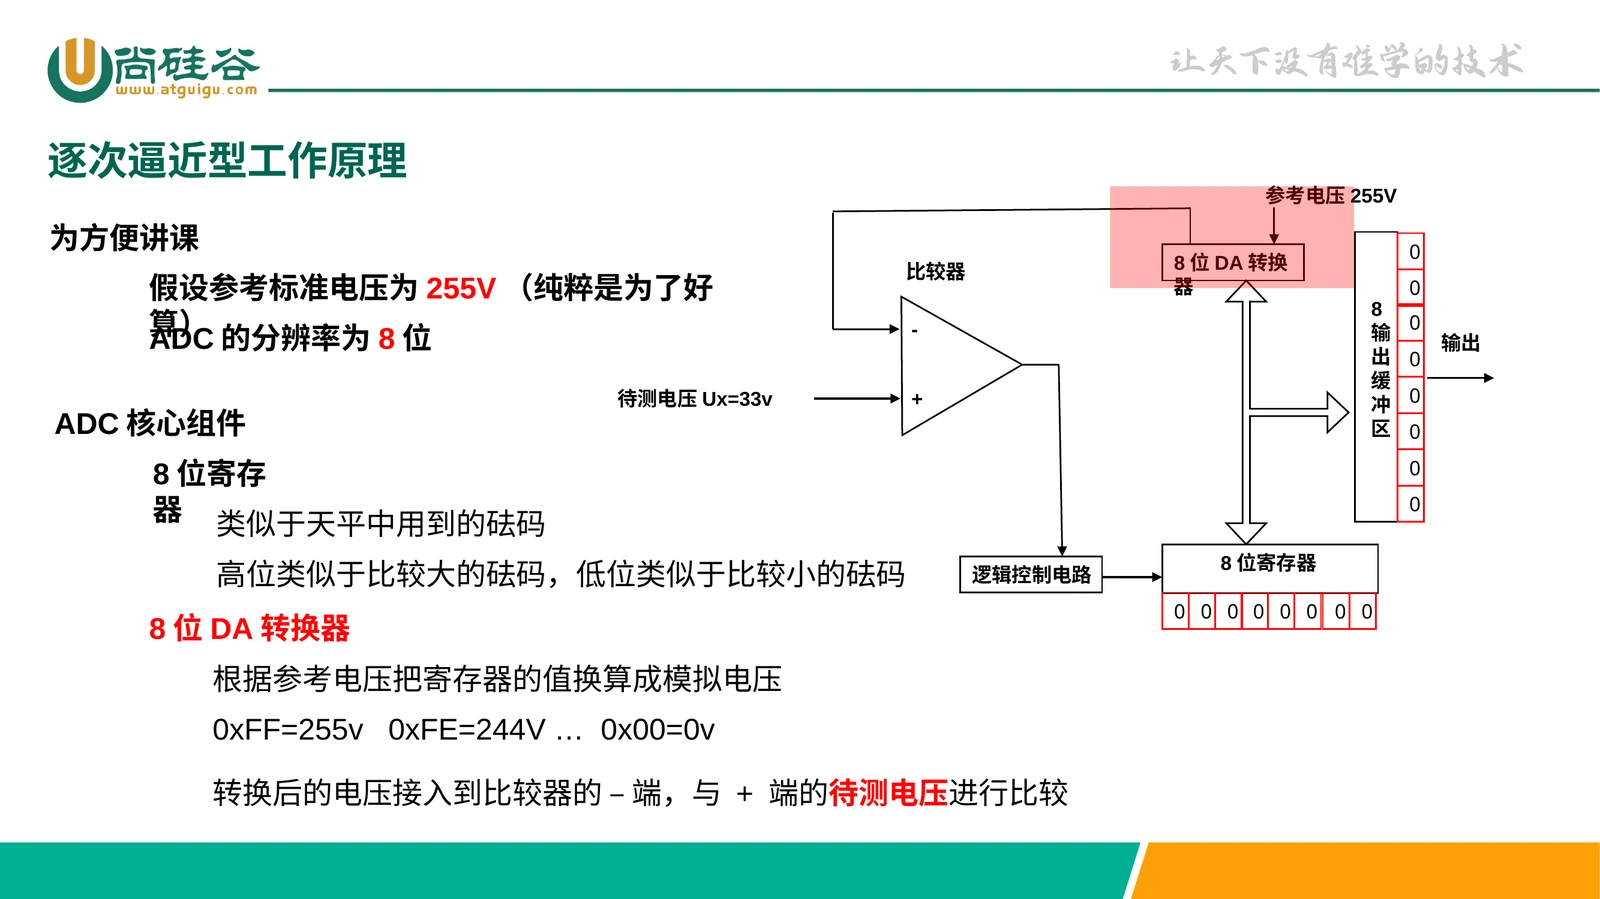 尚硅谷
www.atguigu.com
让天下没有难学的技术
逐次逼近型工作原理
为方便讲课
假设参考标准电压为 255V （纯粹是为了好
算）
ADC 的分辨率为 8 位
ADC 核心组件
8 位寄存
器
类似于天平中用到的砝码
高位类似于比较大的砝码，低位类似于比较小的砝码
8 位 DA 转换器
根据参考电压把寄存器的值换算成模拟电压
0xFF=255v 0xFE=244V … 0x00=0v
转换后的电压接入到比较器的 – 端，与 + 端的待测电压进行比较
参考电压 255V
8 位 DA 转换
器
比较器
-
+
待测电压 Ux=33v
逻辑控制电路
8 位寄存器
0 0 0 0 0 0 0 0
8
输
出
缓
冲
区
0
0
0
0
0
0
0
0
输出